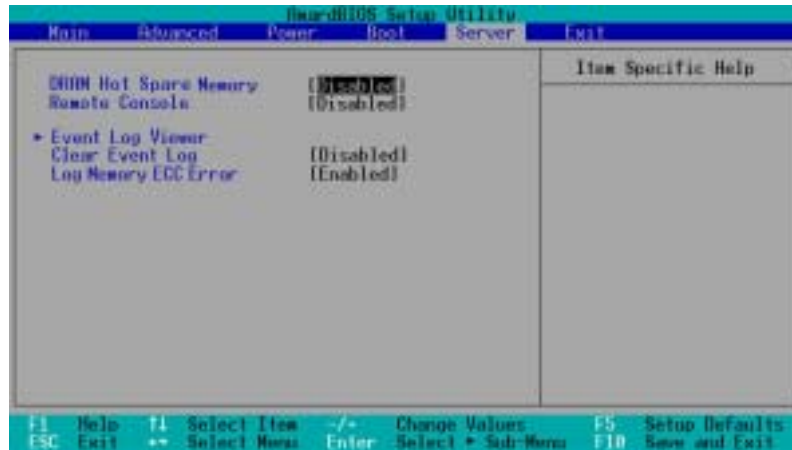 AwardBIOS Setup Utility
Main Advanced Power Boot Server Exit
Item Specific Help
DRAM Hot Spare Memory [Disabled]
Remote Console [Disabled]
▸ Event Log Viewer
Clear Event Log [Disabled]
Log Memory ECC Error [Enabled]
F1 Help ↑↓ Select Item -/+ Change Values F5 Setup Defaults
ESC Exit ←→ Select Menu Enter Select ▸ Sub-Menu F10 Save and Exit